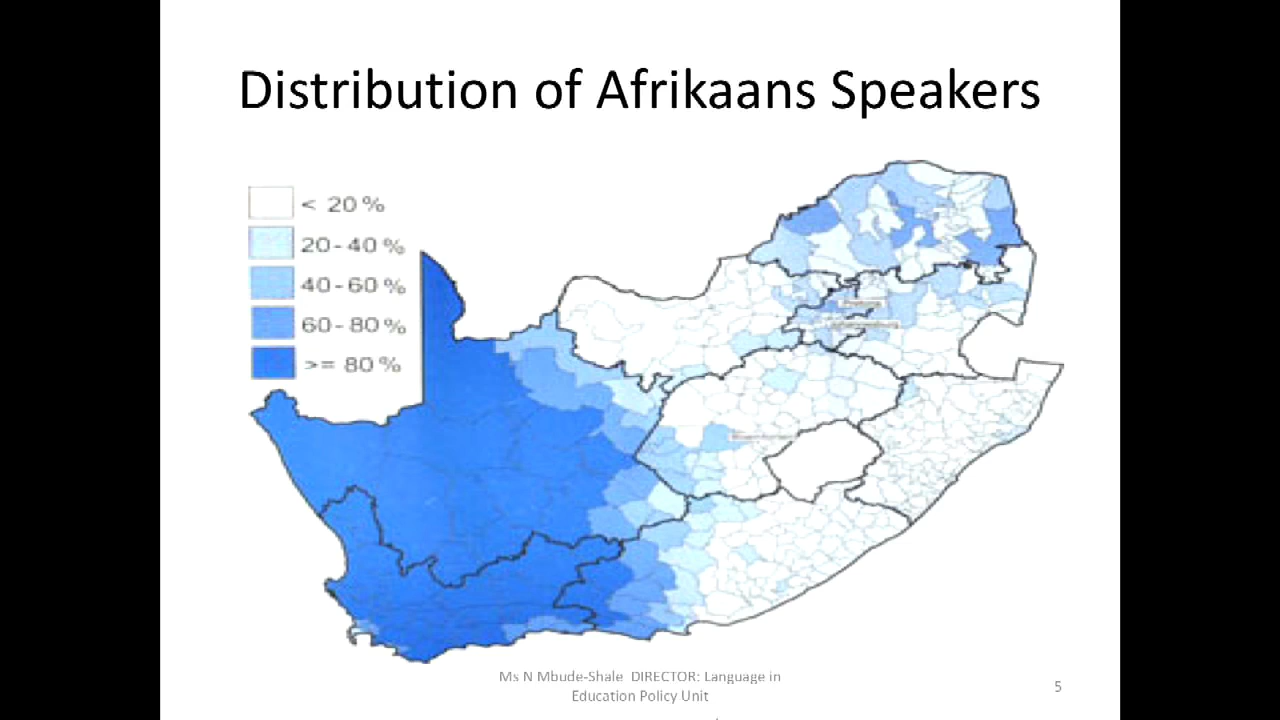 Distribution of Afrikaans Speakers
< 20 %
20-40 %
40-60 %
60-80 %
>= 80 %
Ms N Mbude-Shale DIRECTOR: Language in
Education Policy Unit
5